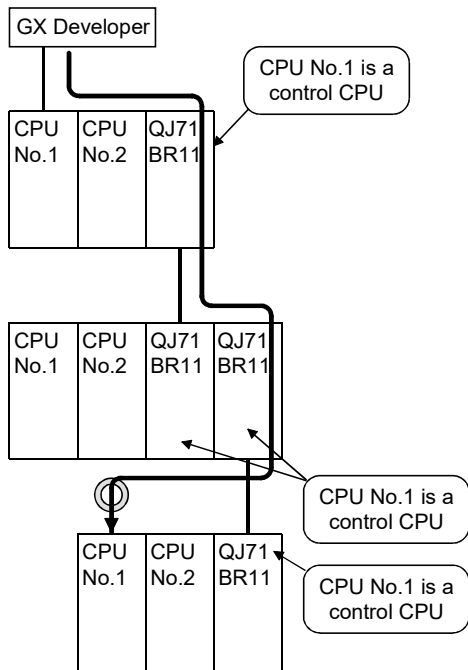 GX Developer
CPU No.1 is a
control CPU
CPU
No.1
CPU
No.2
QJ71
BR11
CPU
No.1
CPU
No.2
QJ71
BR11
QJ71
BR11
CPU No.1 is a
control CPU
CPU
No.1
CPU
No.2
QJ71
BR11
CPU No.1 is a
control CPU